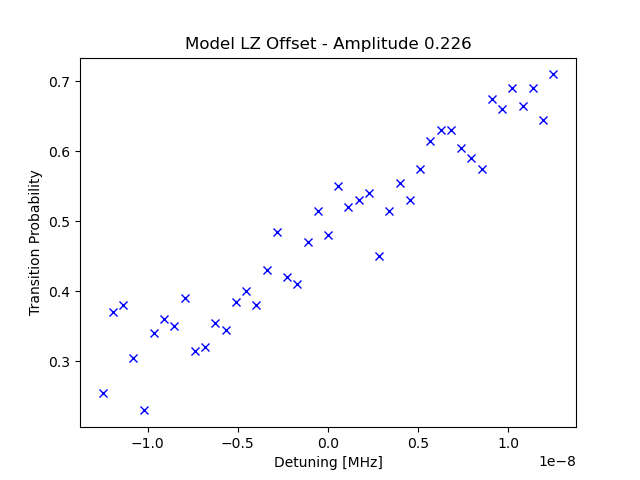 Model LZ Offset - Amplitude 0.226
0.7
0.6
0.5
0.4
0.3
Transition Probability
−1.0 −0.5 0.0 0.5 1.0
1e−8
Detuning [MHz]